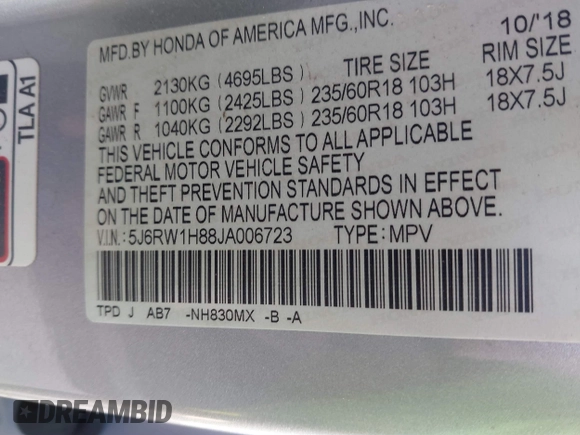 MFD.BY HONDA OF AMERICA MFG.,INC. 10/'18
TIRE SIZE RIM SIZE
GVWR 2130KG (4695LBS)
GAWR F 1100KG (2425LBS) 235/60R18 103H 18X7.5J
GAWR R 1040KG (2292LBS) 235/60R18 103H 18X7.5J
THIS VEHICLE CONFORMS TO ALL APPLICABLE
FEDERAL MOTOR VEHICLE SAFETY
AND THEFT PREVENTION STANDARDS IN EFFECT
ON THE DATE OF MANUFACTURE SHOWN ABOVE.
V.I.N.: 5J6RW1H88JA006723 TYPE: MPV
TPD J AB7 -NH830MX -B -A
TLA A1
DREAMBID